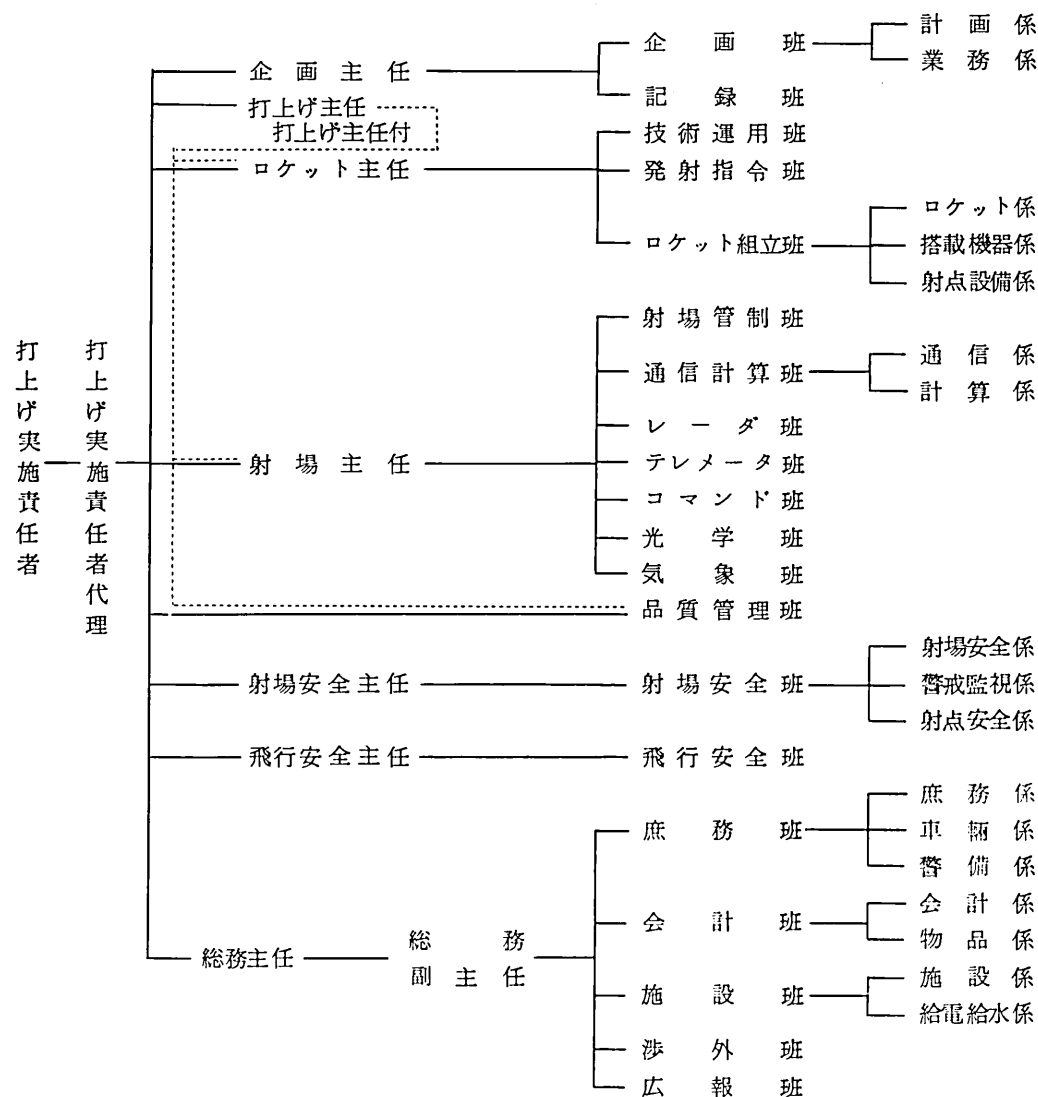 打上げ実施責任者
打上げ実施責任者代理
企画主任
企画班
計画係
業務係
記録班
打上げ主任
打上げ主任付
ロケット主任
技術運用班
発射指令班
ロケット組立班
ロケット係
搭載機器係
射点設備係
射場主任
射場管制班
通信計算班
通信係
計算係
レーダ班
テレメータ班
コマンド班
光学班
気象班
品質管理班
射場安全主任
射場安全班
射場安全係
警戒監視係
射点安全係
飛行安全主任
飛行安全班
総務主任
総務
副主任
庶務班
庶務係
車輛係
警備係
会計班
会計係
物品係
施設班
施設係
給電給水係
渉外班
広報班